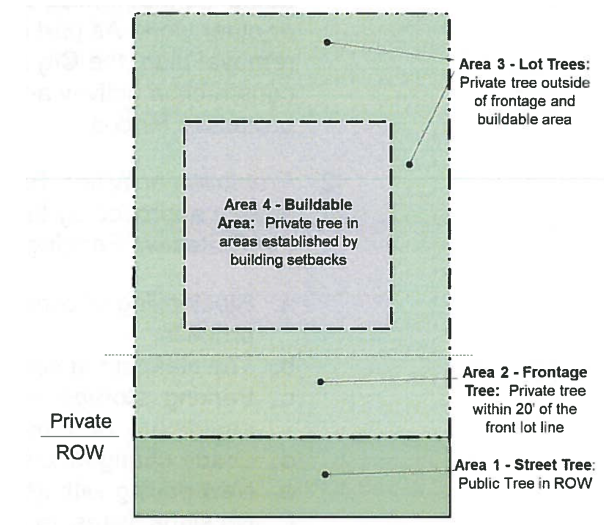 Area 3 - Lot Trees:
Private tree outside
of frontage and
buildable area
Area 4 - Buildable
Area: Private tree in
areas established by
building setbacks
Area 2 - Frontage
Tree: Private tree
within 20' of the
front lot line
Private
ROW
Area 1 - Street Tree:
Public Tree in ROW